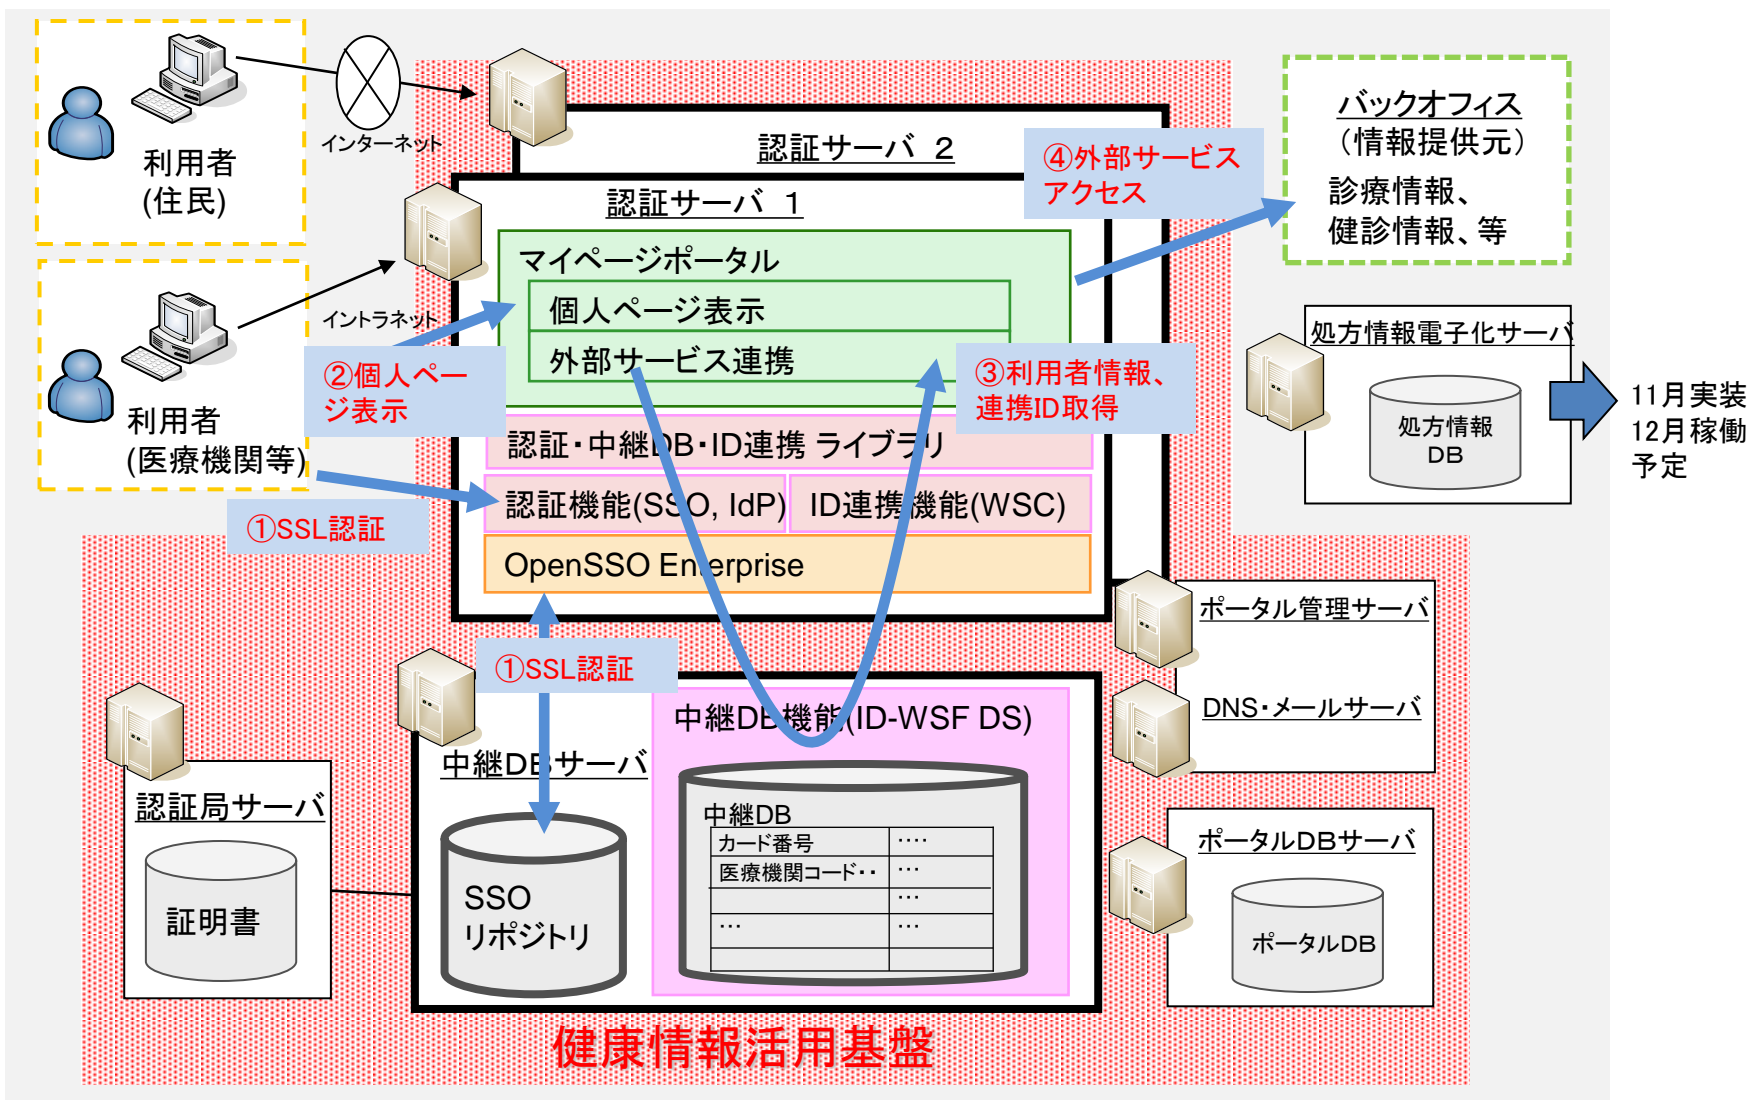 利用者
(住民)
インターネット
利用者
(医療機関等)
イントラネット
認証サーバ ２
認証サーバ １
マイページポータル
個人ページ表示
外部サービス連携
認証・中継DB・ID連携 ライブラリ
認証機能(SSO, IdP)
ID連携機能(WSC)
OpenSSO Enterprise
①SSL認証
②個人ペー
ジ表示
③利用者情報、
連携ID取得
④外部サービス
アクセス
バックオフィス
（情報提供元）
診療情報、
健診情報、等
処方情報電子化サーバ
処方情報
ＤＢ
11月実装
12月稼働
予定
①SSL認証
中継ＤＢサーバ
SSO
リポジトリ
中継DB機能(ID-WSF DS)
中継DB
カード番号
････
医療機関コード･･
･･･
･･･
･･･
･･･
認証局サーバ
証明書
ポータル管理サーバ
DNS・メールサーバ
ポータルＤＢサーバ
ポータルＤＢ
健康情報活用基盤